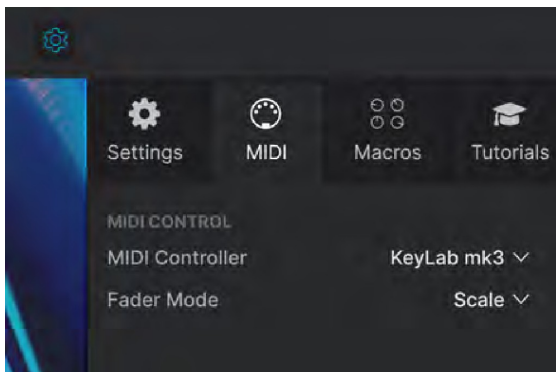 Settings MIDI Macros Tutorials
MIDI CONTROL
MIDI Controller KeyLab mk3
Fader Mode Scale